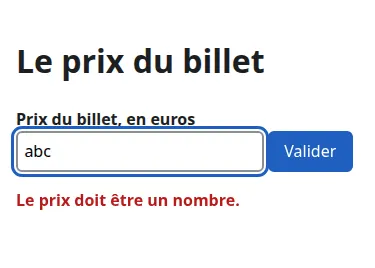 Le prix du billet
Prix du billet, en euros
abc
Valider
Le prix doit être un nombre.